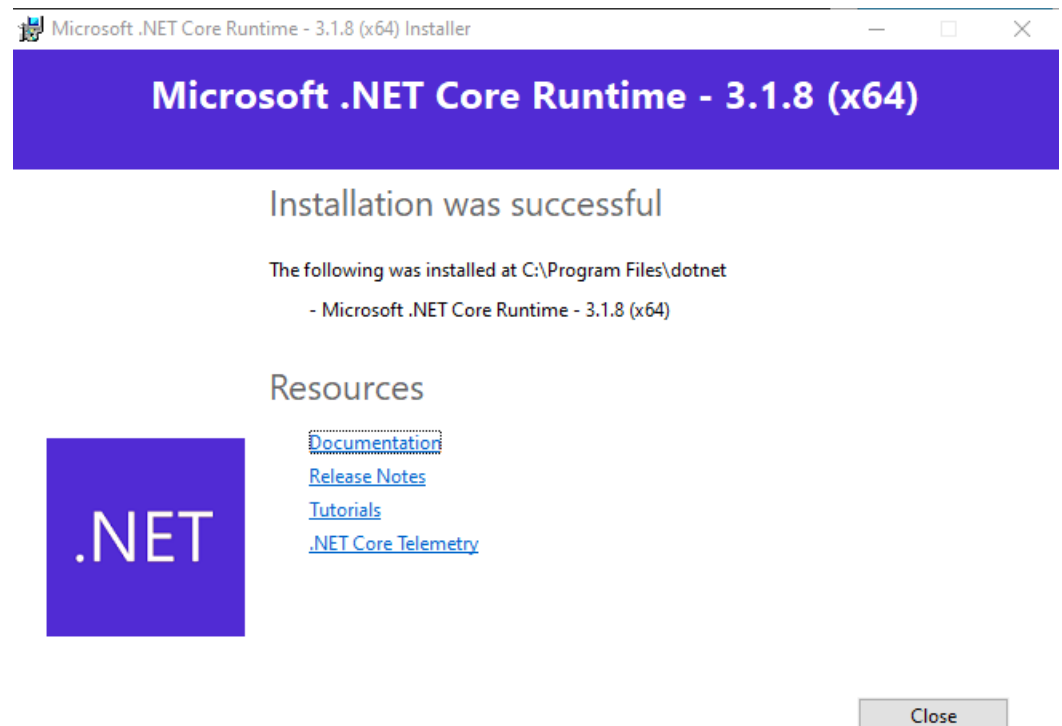 Microsoft .NET Core Runtime - 3.1.8 (x64) Installer
Microsoft .NET Core Runtime - 3.1.8 (x64)
Installation was successful
The following was installed at C:\Program Files\dotnet
- Microsoft .NET Core Runtime - 3.1.8 (x64)
Resources
Documentation
Release Notes
Tutorials
.NET Core Telemetry
.NET
Close